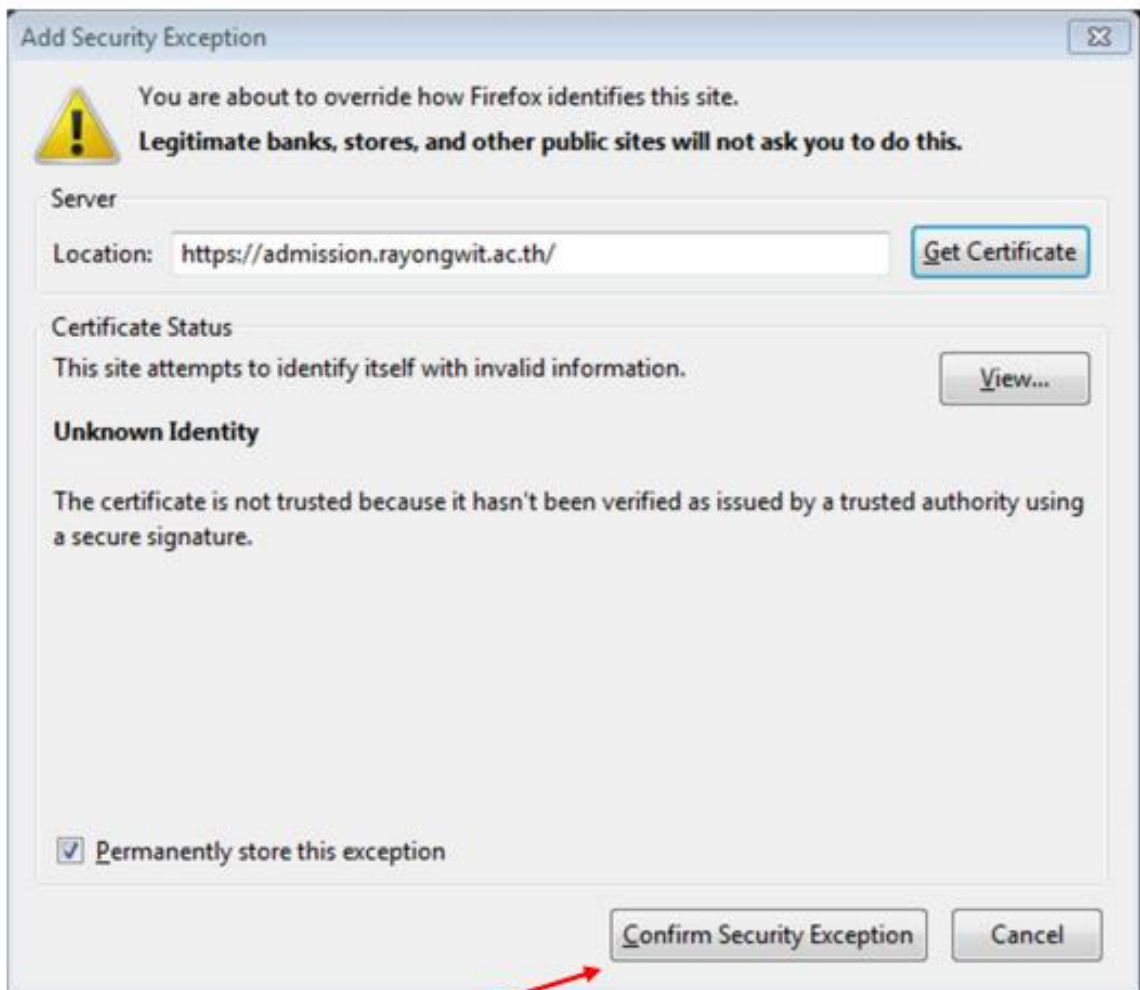 Add Security Exception
You are about to override how Firefox identifies this site.
Legitimate banks, stores, and other public sites will not ask you to do this.
Server
Location: https://admission.rayongwit.ac.th/ Get Certificate
Certificate Status
This site attempts to identify itself with invalid information.
View...
Unknown Identity
The certificate is not trusted because it hasn't been verified as issued by a trusted authority using
a secure signature.
Permanently store this exception
Confirm Security Exception Cancel